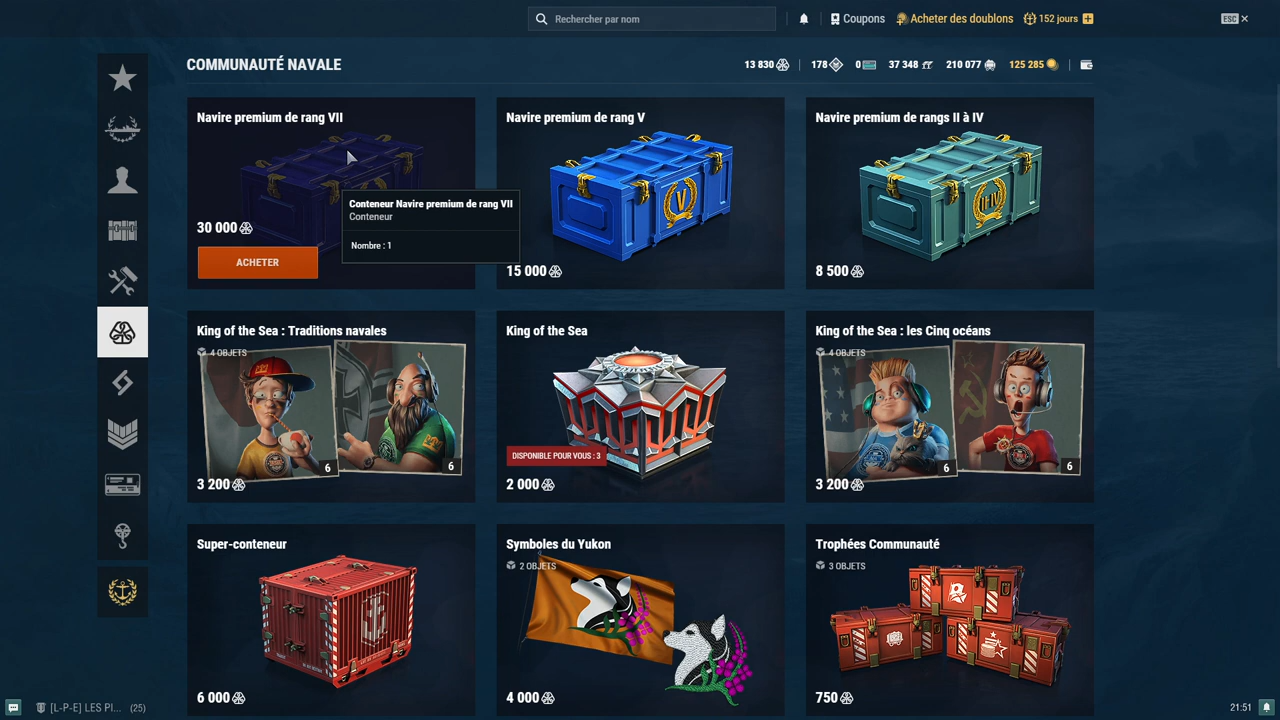 Rechercher par nom
Coupons
Acheter des doublons
152 jours
ESC
COMMUNAUTÉ NAVALE
13 830
178
0
37 348
210 077
125 285
Navire premium de rang VII
30 000
ACHETER
Conteneur Navire premium de rang VII
Conteneur
Nombre : 1
Navire premium de rang V
V
15 000
Navire premium de rangs II à IV
II-IV
8 500
King of the Sea : Traditions navales
4 OBJETS
6
6
3 200
King of the Sea
DISPONIBLE POUR VOUS : 3
2 000
King of the Sea : les Cinq océans
4 OBJETS
6
6
3 200
Super-conteneur
6 000
Symboles du Yukon
2 OBJETS
4 000
Trophées Communauté
3 OBJETS
750
[L-P-E] LES PI... (25)
21:51